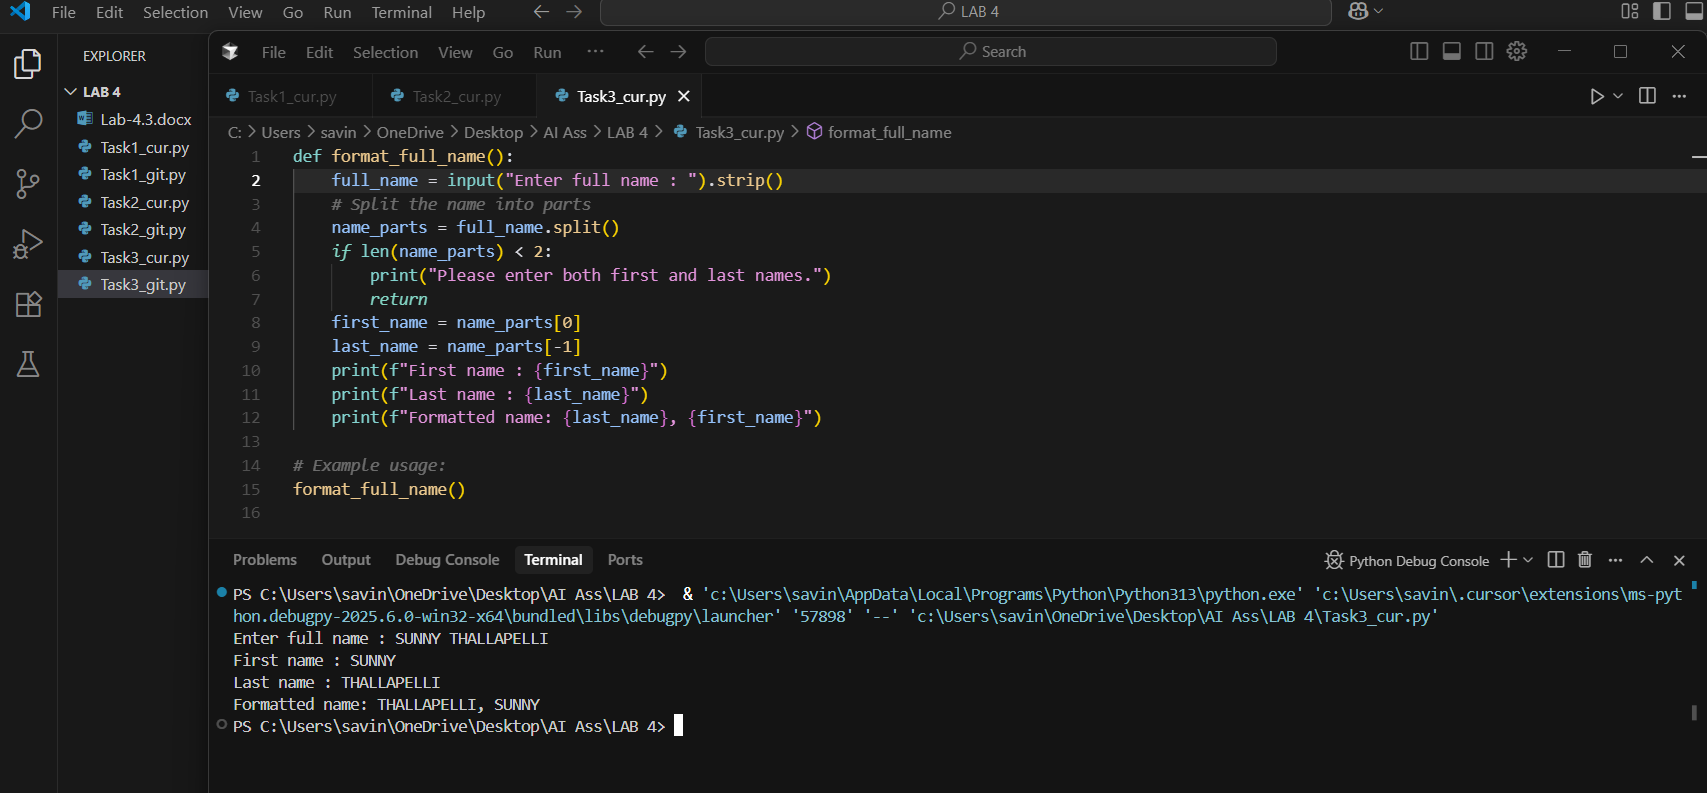 File Edit Selection View Go Run Terminal Help LAB 4
EXPLORER
LAB 4
Lab-4.3.docx
Task1_cur.py
Task1_git.py
Task2_cur.py
Task2_git.py
Task3_cur.py
Task3_git.py
File Edit Selection View Go Run ··· Search
Task1_cur.py Task2_cur.py Task3_cur.py
C: > Users > savin > OneDrive > Desktop > AI Ass > LAB 4 > Task3_cur.py > format_full_name
1 def format_full_name():
2     full_name = input("Enter full name : ").strip()
3     # Split the name into parts
4     name_parts = full_name.split()
5     if len(name_parts) < 2:
6         print("Please enter both first and last names.")
7         return
8     first_name = name_parts[0]
9     last_name = name_parts[-1]
10     print(f"First name : {first_name}")
11     print(f"Last name : {last_name}")
12     print(f"Formatted name: {last_name}, {first_name}")
13
14 # Example usage:
15 format_full_name()
16
Problems Output Debug Console Terminal Ports Python Debug Console
PS C:\Users\savin\OneDrive\Desktop\AI Ass\LAB 4>  & 'c:\Users\savin\AppData\Local\Programs\Python\Python313\python.exe' 'c:\Users\savin\.cursor\extensions\ms-pyt
hon.debugpy-2025.6.0-win32-x64\bundled\libs\debugpy\launcher' '57898' '--' 'c:\Users\savin\OneDrive\Desktop\AI Ass\LAB 4\Task3_cur.py'
Enter full name : SUNNY THALLAPELLI
First name : SUNNY
Last name : THALLAPELLI
Formatted name: THALLAPELLI, SUNNY
PS C:\Users\savin\OneDrive\Desktop\AI Ass\LAB 4>